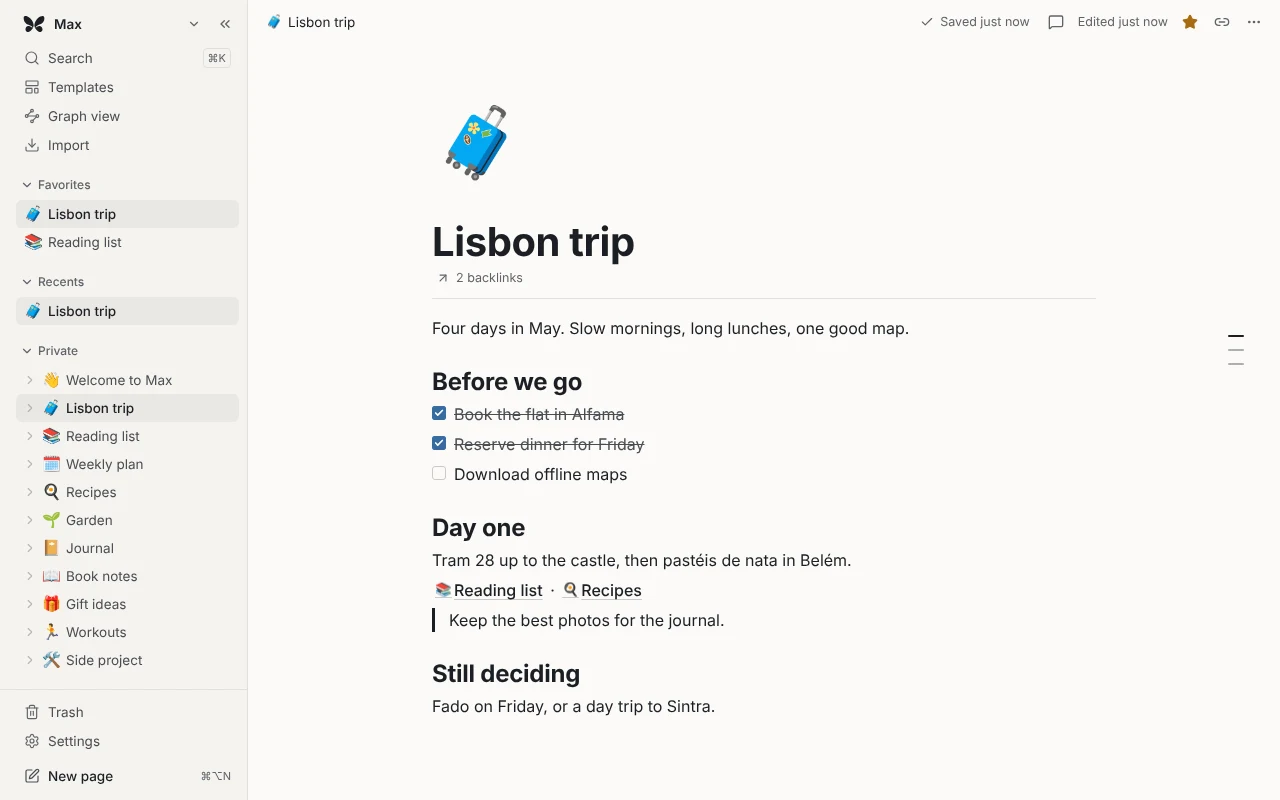 Max
Search ⌘K
Templates
Graph view
Import
Favorites
Lisbon trip
Reading list
Recents
Lisbon trip
Private
Welcome to Max
Lisbon trip
Reading list
Weekly plan
Recipes
Garden
Journal
Book notes
Gift ideas
Workouts
Side project
Trash
Settings
New page ⌘⌥N
Lisbon trip
Saved just now
Edited just now
Lisbon trip
2 backlinks
Four days in May. Slow mornings, long lunches, one good map.
Before we go
Book the flat in Alfama
Reserve dinner for Friday
Download offline maps
Day one
Tram 28 up to the castle, then pastéis de nata in Belém.
Reading list · Recipes
Keep the best photos for the journal.
Still deciding
Fado on Friday, or a day trip to Sintra.